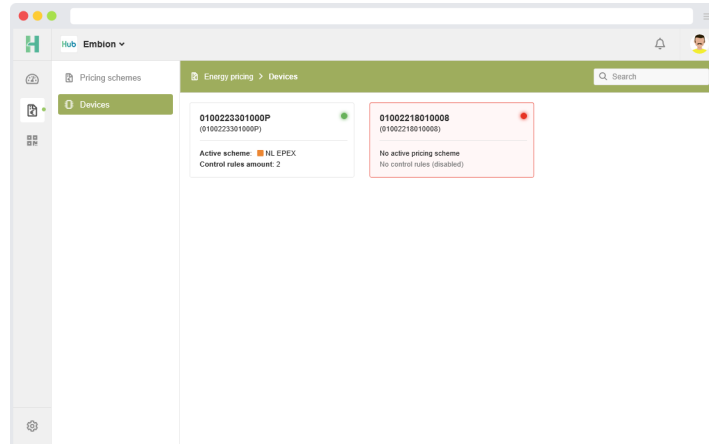 H
Hub Embion
Pricing schemes
Devices
Energy pricing > Devices
Search
0100223301000P
(0100223301000P)
Active scheme: NL EPEX
Control rules amount: 2
01002218010008
(01002218010008)
No active pricing scheme
No control rules (disabled)